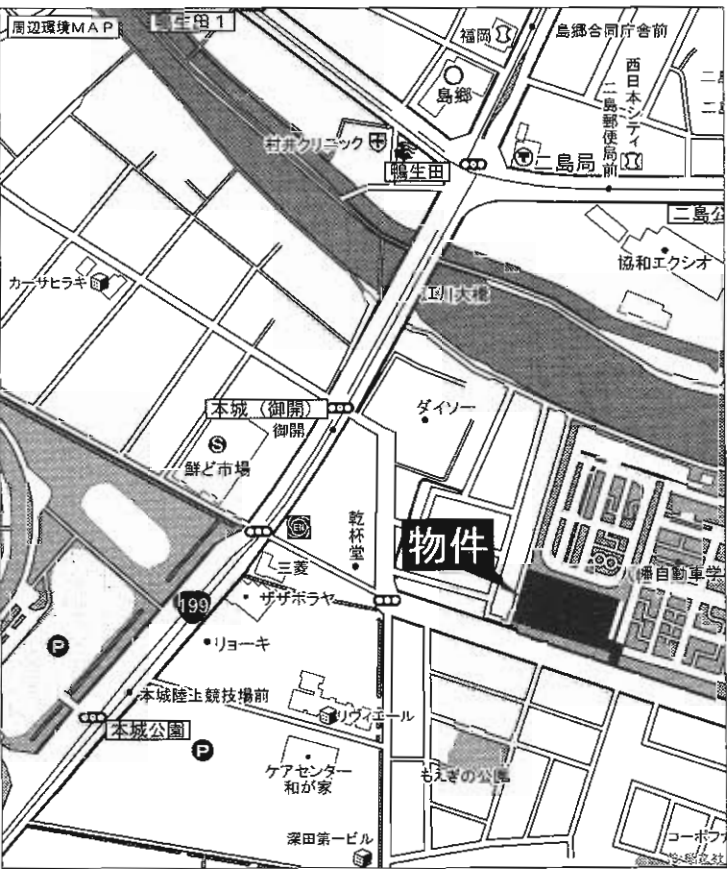 周辺環境MAP
鴨生田1
福岡
島郷合同庁舎前
島郷
西日本シティ
二島郵便局前
村井クリニック
鴨生田
二島局
協和エクシオ
カーサヒラキ
江川大橋
本城（御開）
御開
ダイソー
S
鮮ど市場
乾杯堂
物件
三菱
199
ザザボラヤ
自動車学
リョーキ
P
本城陸上競技場前
本城公園
P
リヴィエール
ケアセンター
和が家
もえぎの公園
深田第一ビル
コーポフ